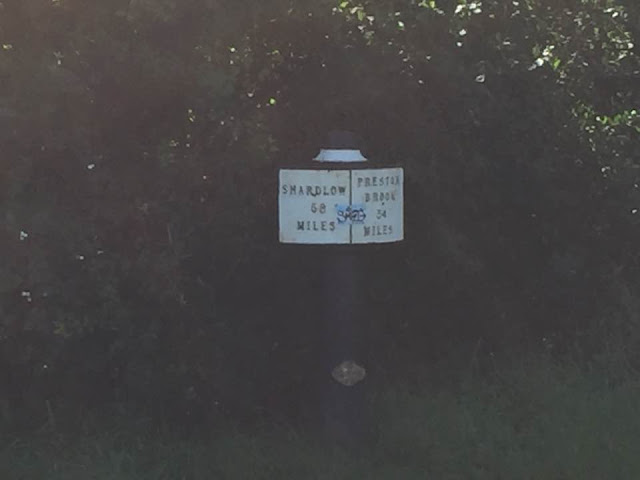 SHARDLOW
58
MILES
PRESTON
BROOK
34
MILES